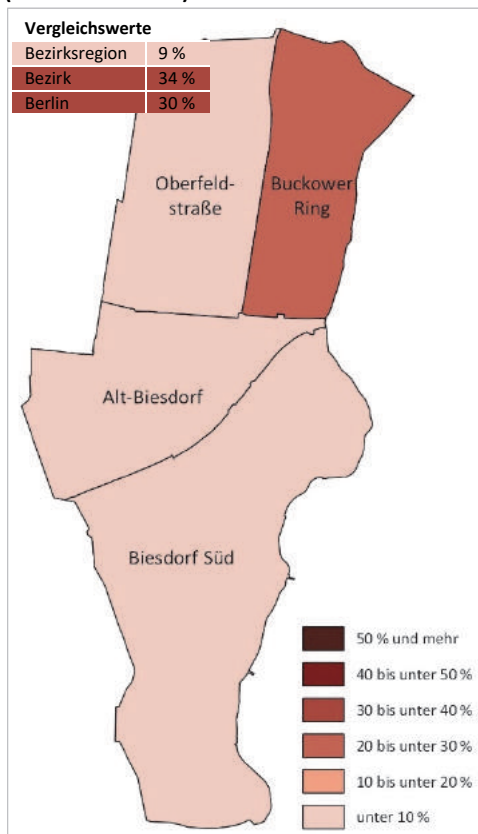 Vergleichswerte
Bezirksregion 9 %
Bezirk 34 %
Berlin 30 %
Oberfeld-
straße
Buckower
Ring
Alt-Biesdorf
Biesdorf Süd
50 % und mehr
40 bis unter 50 %
30 bis unter 40 %
20 bis unter 30 %
10 bis unter 20 %
unter 10 %